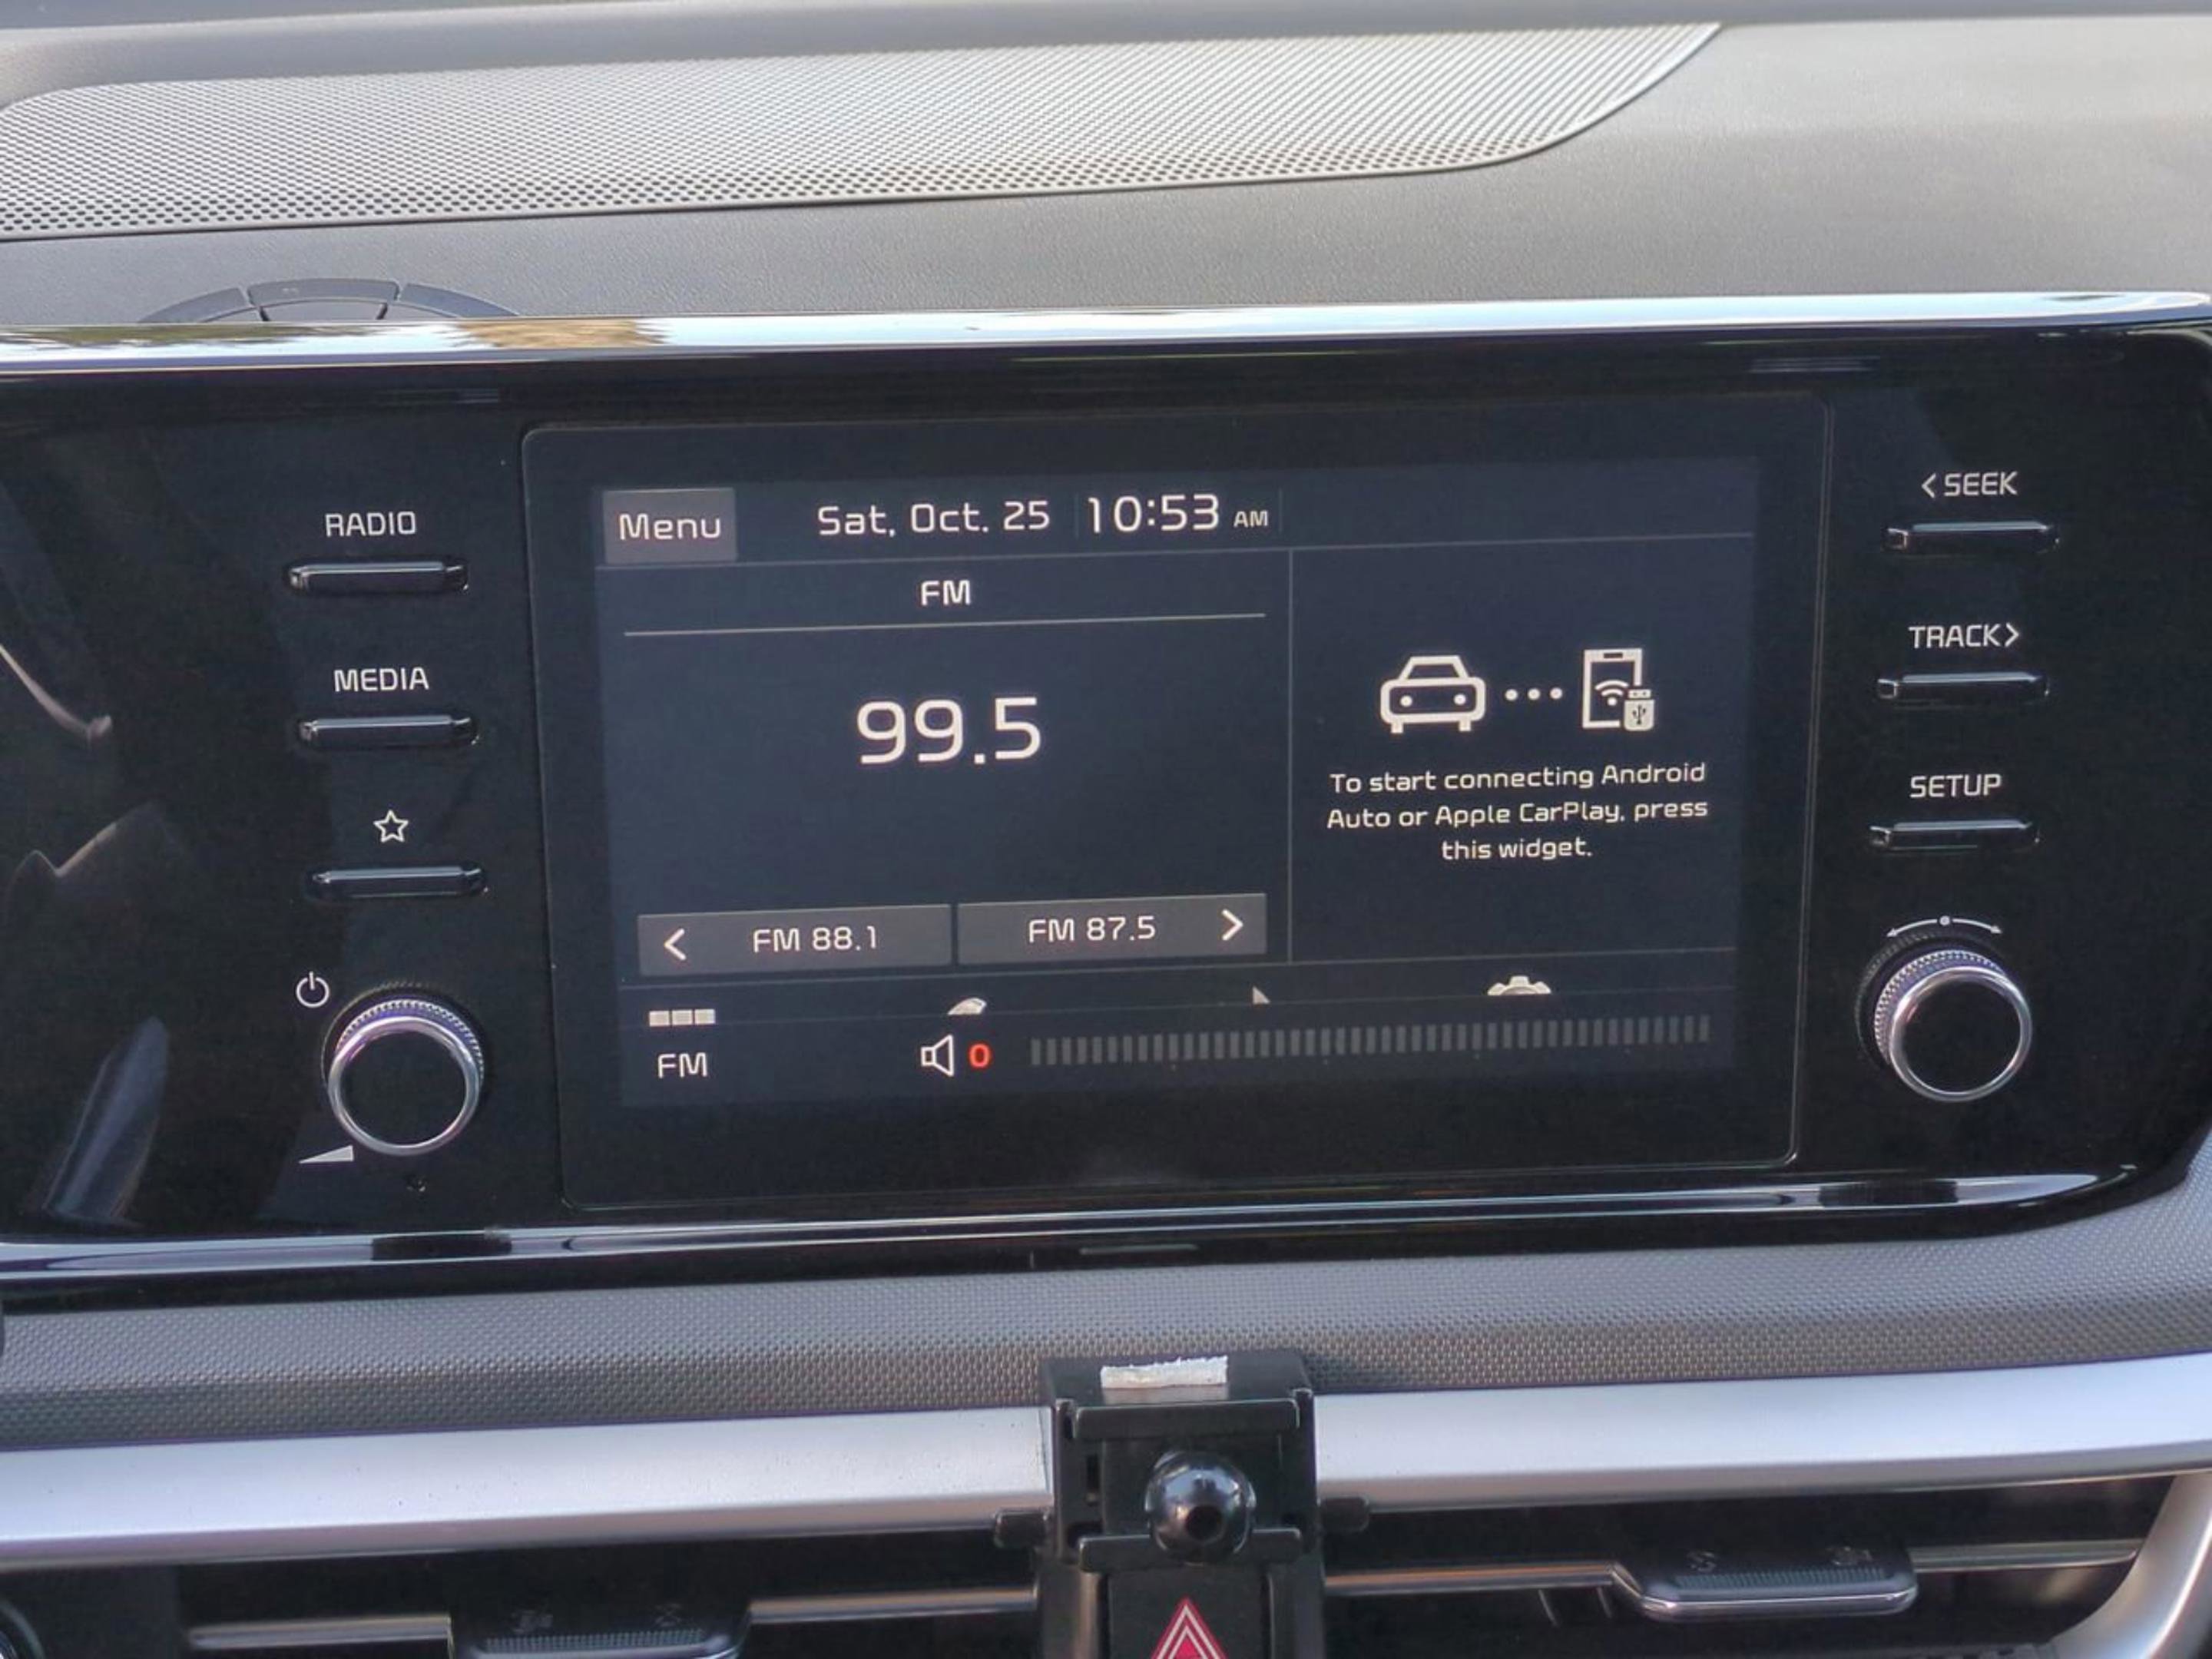 RADIO
MEDIA
Menu
Sat, Oct. 25 10:53 AM
FM
99.5
< FM 88.1
FM 87.5 >
To start connecting Android
Auto or Apple CarPlay, press
this widget.
FM
0
< SEEK
TRACK >
SETUP